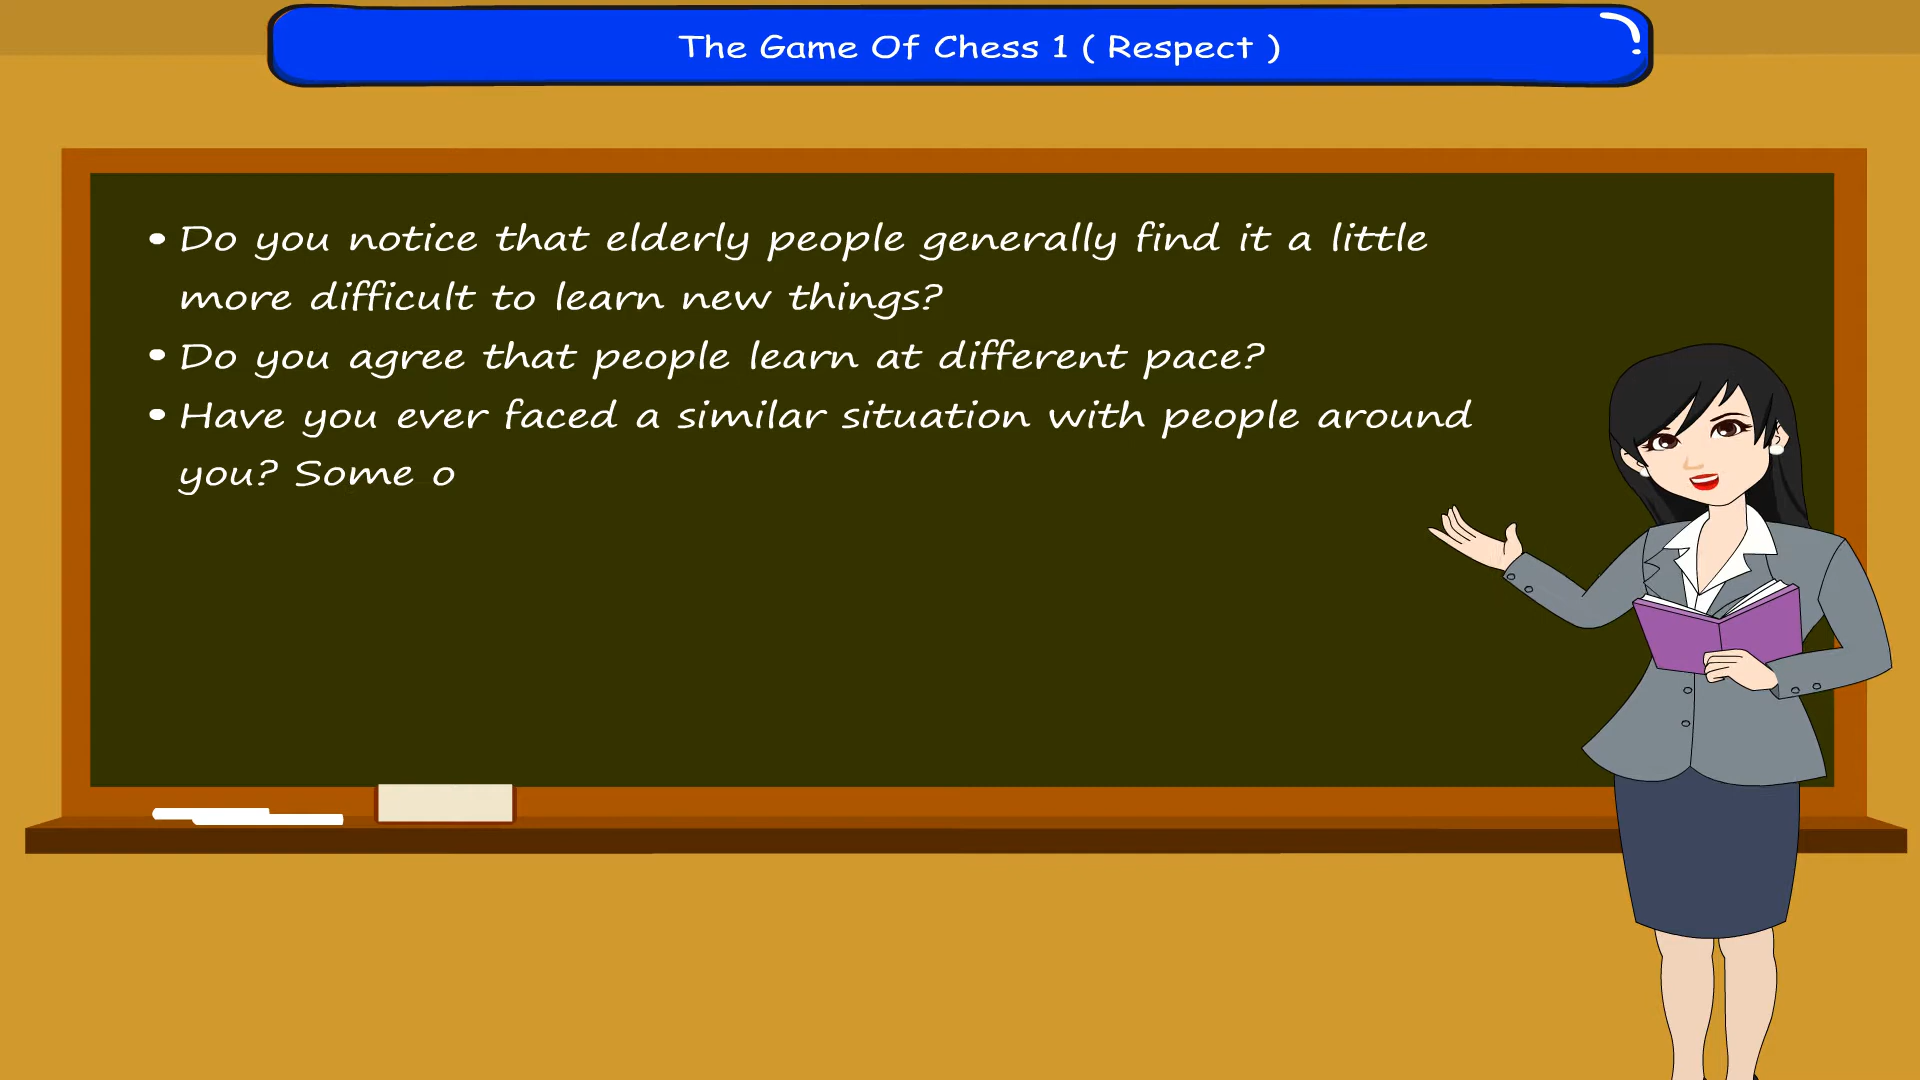 The Game Of Chess 1 ( Respect )
• Do you notice that elderly people generally find it a little
more difficult to learn new things?
• Do you agree that people learn at different pace?
• Have you ever faced a similar situation with people around
you? Some o